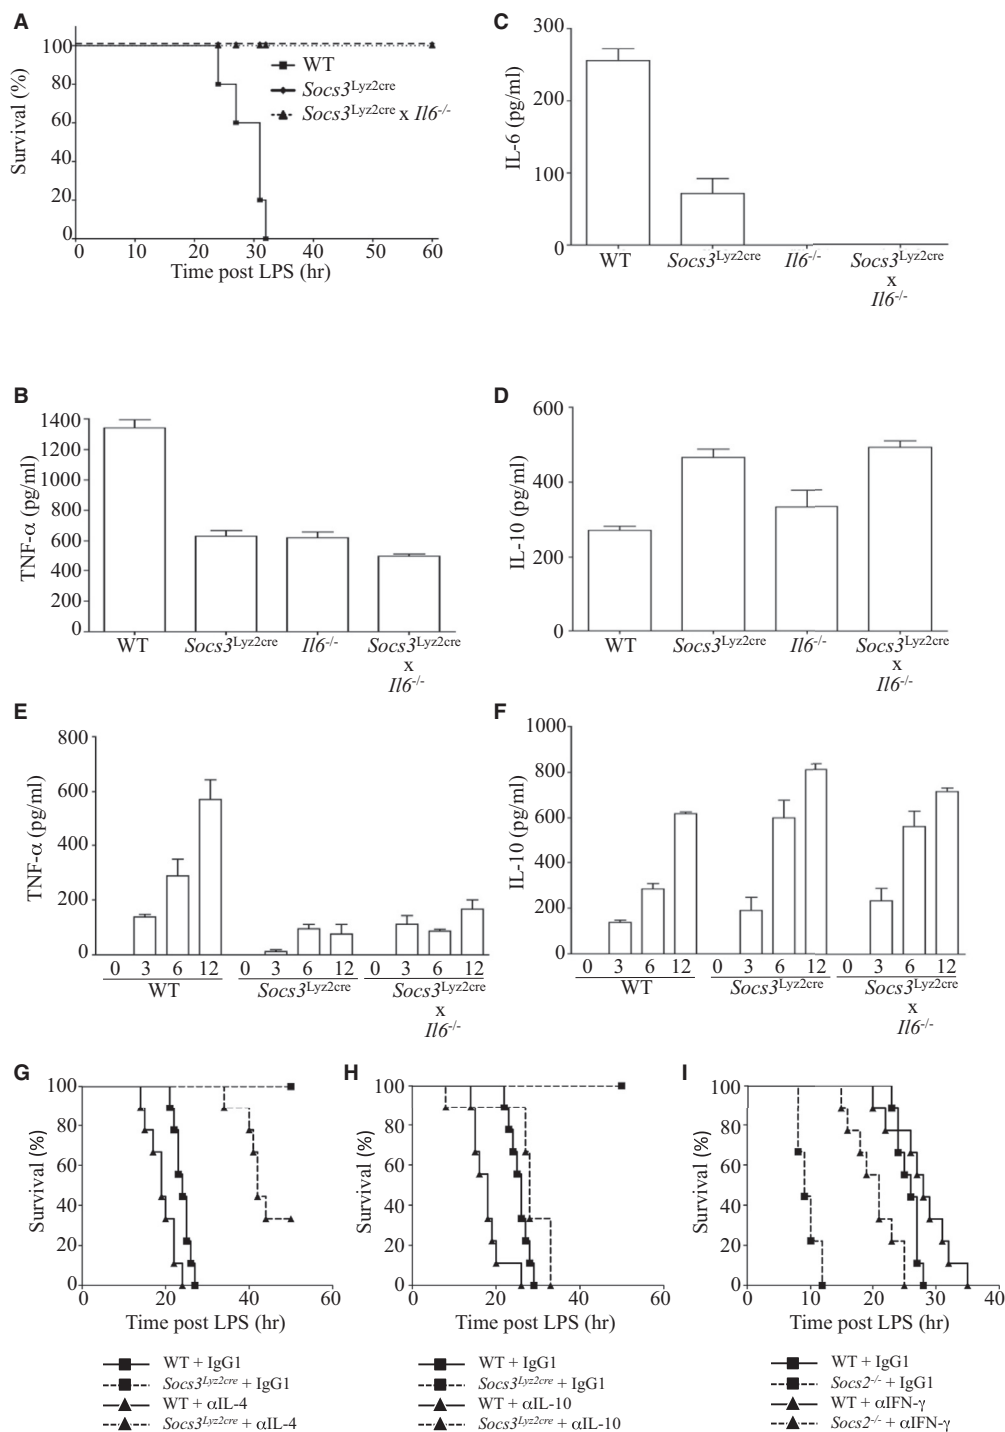 A
Survival (%)
100
80
60
40
20
0
0 10 20 30 40 50 60
Time post LPS (hr)
WT
Socs3Lyz2cre
Socs3Lyz2cre x Il6-/-
C
IL-6 (pg/ml)
300
200
100
0
WT Socs3Lyz2cre Il6-/- Socs3Lyz2cre
x
Il6-/-
B
TNF-α (pg/ml)
1400
1200
1000
800
600
400
200
0
WT Socs3Lyz2cre Il6-/- Socs3Lyz2cre
x
Il6-/-
D
IL-10 (pg/ml)
600
400
200
0
WT Socs3Lyz2cre Il6-/- Socs3Lyz2cre
x
Il6-/-
E
TNF-α (pg/ml)
800
600
400
200
0
0 3 6 12 0 3 6 12 0 3 6 12
WT Socs3Lyz2cre Socs3Lyz2cre
x
Il6-/-
F
IL-10 (pg/ml)
1000
800
600
400
200
0
0 3 6 12 0 3 6 12 0 3 6 12
WT Socs3Lyz2cre Socs3Lyz2cre
x
Il6-/-
G
Survival (%)
100
80
60
40
20
0
0 20 40 60
Time post LPS (hr)
WT + IgG1
Socs3Lyz2cre + IgG1
WT + αIL-4
Socs3Lyz2cre + αIL-4
H
Survival (%)
100
80
60
40
20
0
0 20 40 60
Time post LPS (hr)
WT + IgG1
Socs3Lyz2cre + IgG1
WT + αIL-10
Socs3Lyz2cre + αIL-10
I
Survival (%)
100
80
60
40
20
0
0 10 20 30 40
Time post LPS (hr)
WT + IgG1
Socs2-/- + IgG1
WT + αIFN-γ
Socs2-/- + αIFN-γ